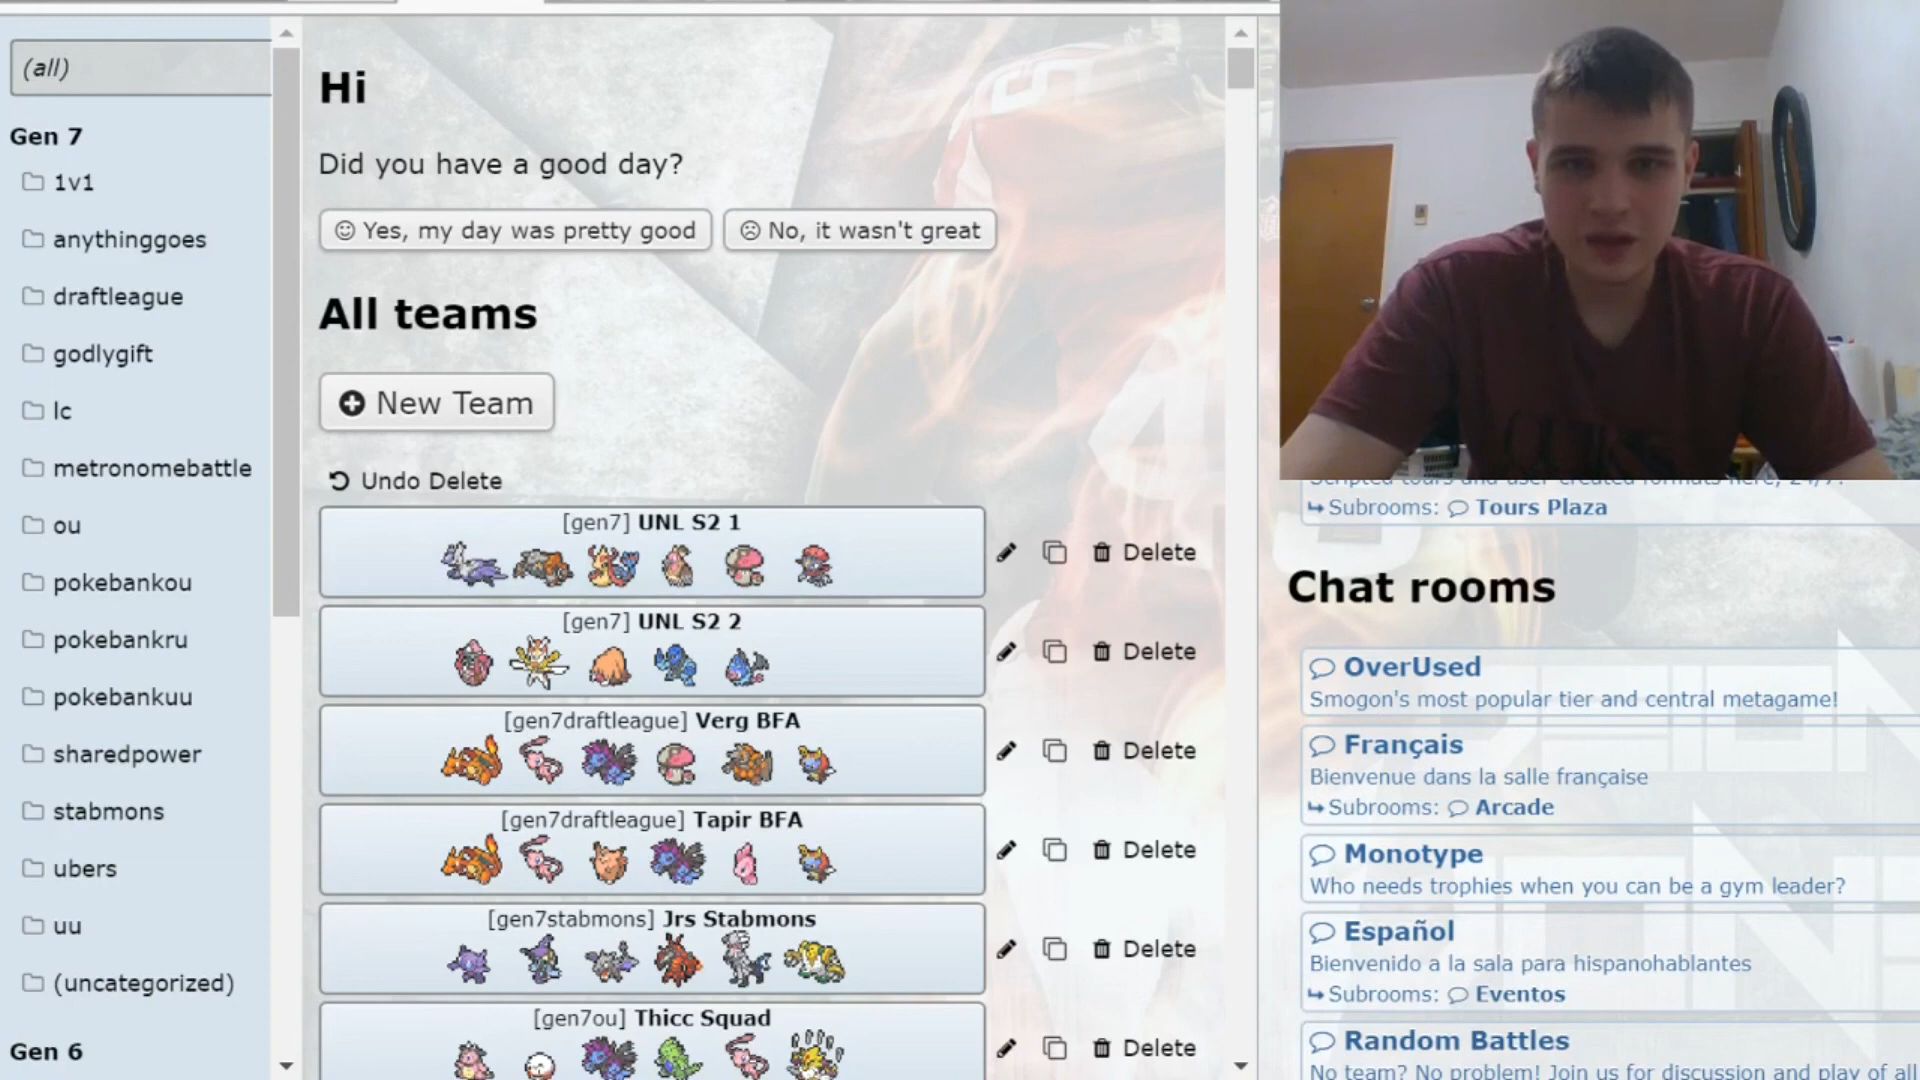 (all)
Gen 7
1v1
anythinggoes
draftleague
godlygift
lc
metronomebattle
ou
pokebankou
pokebankru
pokebankuu
sharedpower
stabmons
ubers
uu
(uncategorized)
Gen 6
Hi
Did you have a good day?
Yes, my day was pretty good
No, it wasn't great
All teams
New Team
Undo Delete
[gen7] UNL S2 1
Delete
[gen7] UNL S2 2
Delete
[gen7draftleague] Verg BFA
Delete
[gen7draftleague] Tapir BFA
Delete
[gen7stabmons] Jrs Stabmons
Delete
[gen7ou] Thicc Squad
Delete
Subrooms: Tours Plaza
Chat rooms
OverUsed
Smogon's most popular tier and central metagame!
Français
Bienvenue dans la salle française
Subrooms: Arcade
Monotype
Who needs trophies when you can be a gym leader?
Español
Bienvenido a la sala para hispanohablantes
Subrooms: Eventos
Random Battles
No team? No problem! Join us for discussion and play of all